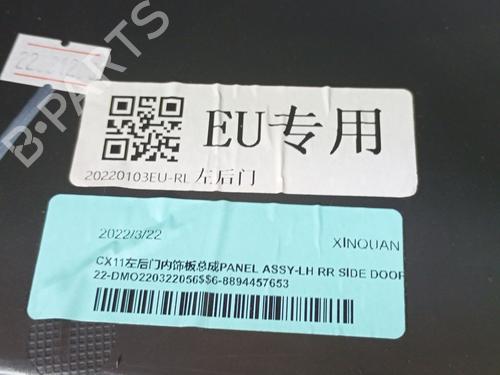 EU专用
20220103EU-RL 左后门
2022/3/22
XINQUAN
CX11左后门内饰板总成PANEL ASSY-LH RR SIDE DOOR
22-DMO220322056$$6-8894457653
B-PARTS